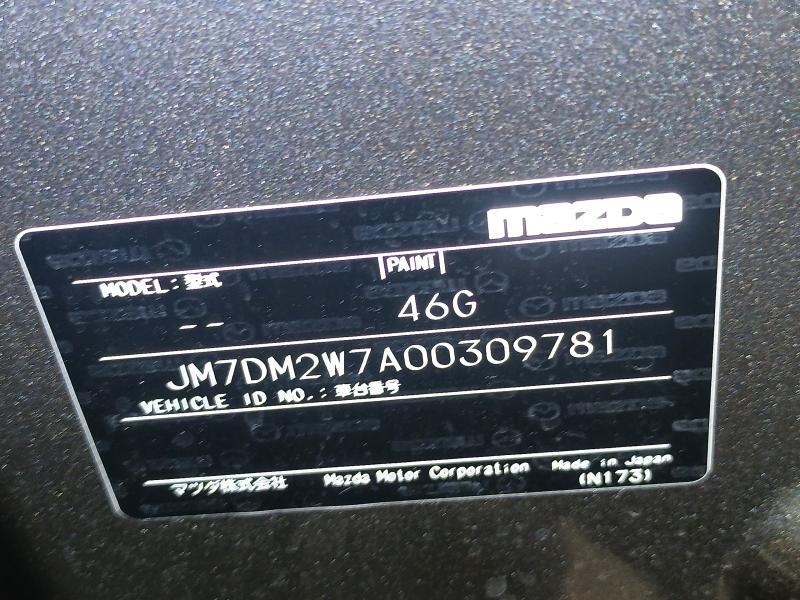 mazda
MODEL:型式
PAINT
-- 46G
JM7DM2W7A00309781
VEHICLE ID NO.:車台番号
マツダ株式会社 Mazda Motor Corporation Made in Japan
(N173)